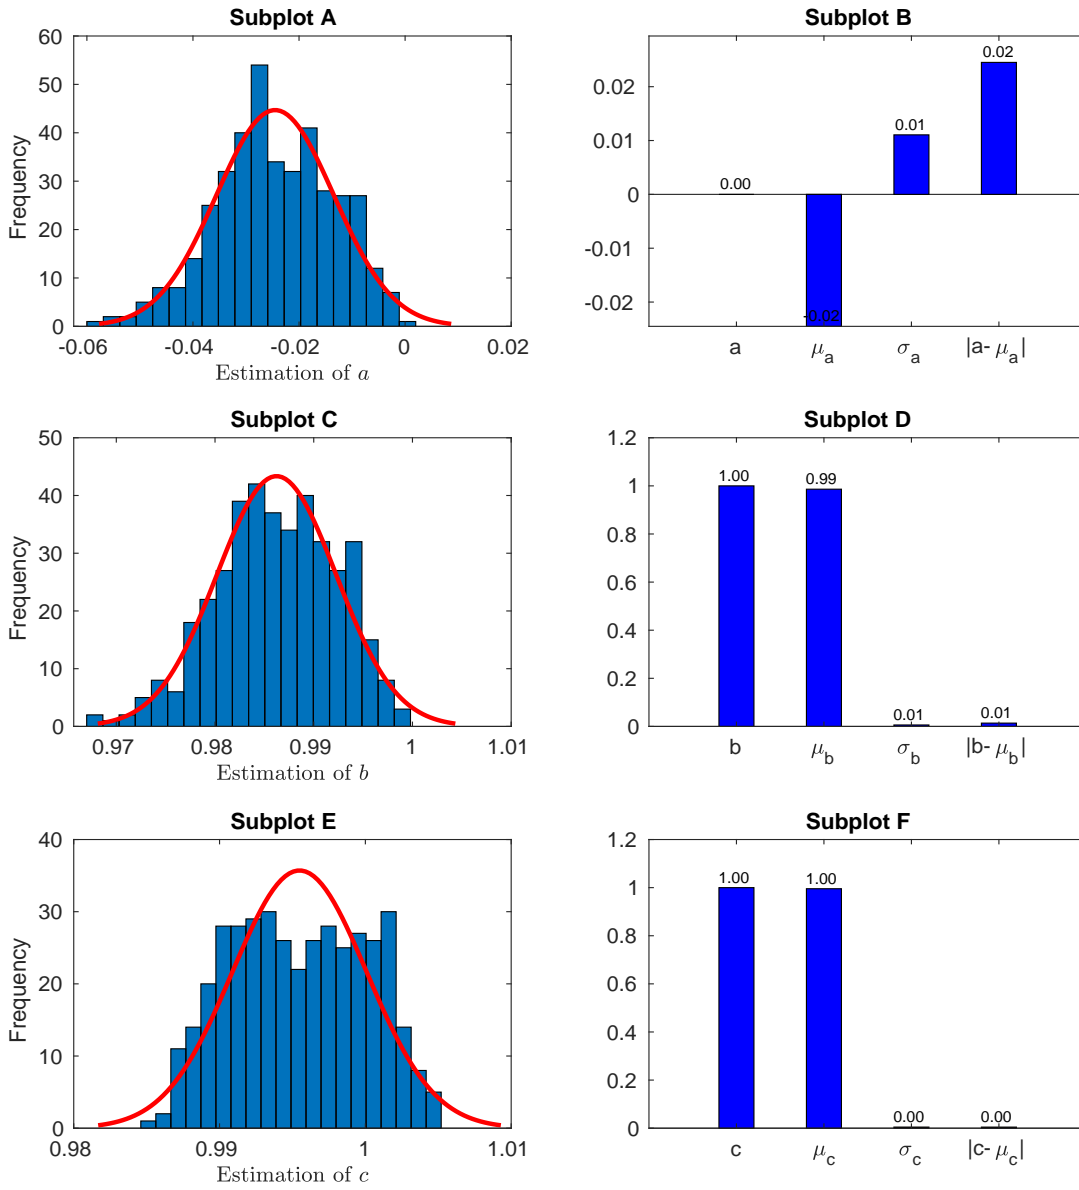 Subplot A
60
50
40
30
20
10
0
Frequency
-0.06 -0.04 -0.02 0 0.02
Estimation of a
Subplot B
0.02
0.01
0
-0.01
-0.02
0.00
-0.02
0.01
0.02
a μa σa |a- μa|
Subplot C
50
40
30
20
10
0
Frequency
0.97 0.98 0.99 1 1.01
Estimation of b
Subplot D
1.2
1
0.8
0.6
0.4
0.2
0
1.00
0.99
0.01
0.01
b μb σb |b- μb|
Subplot E
40
30
20
10
0
Frequency
0.98 0.99 1 1.01
Estimation of c
Subplot F
1.2
1
0.8
0.6
0.4
0.2
0
1.00
1.00
0.00
0.00
c μc σc |c- μc|